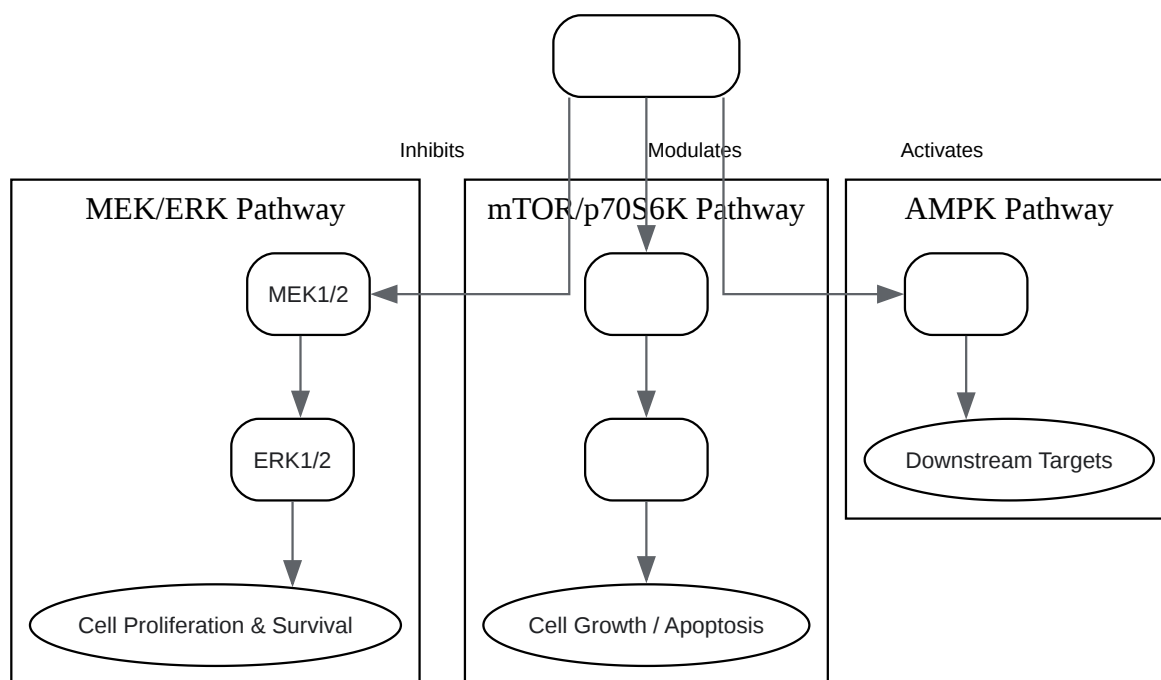 Inhibits
Modulates
Activates
MEK/ERK Pathway
mTOR/p70S6K Pathway
AMPK Pathway
MEK1/2
ERK1/2
Downstream Targets
Cell Proliferation & Survival
Cell Growth / Apoptosis